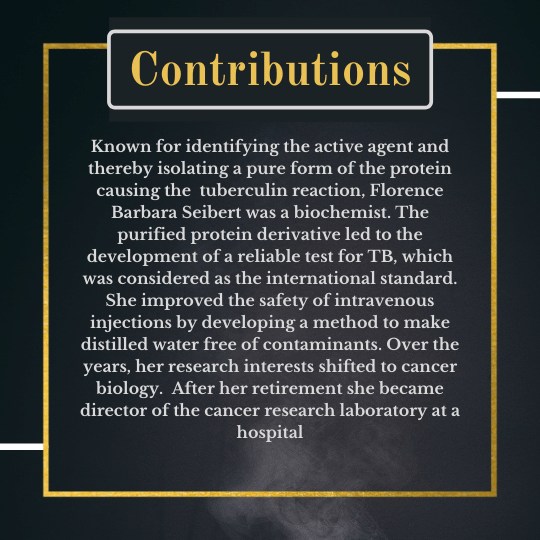 Contributions
Known for identifying the active agent and
thereby isolating a pure form of the protein
causing the  tuberculin reaction, Florence
Barbara Seibert was a biochemist. The
purified protein derivative led to the
development of a reliable test for TB, which
was considered as the international standard.
She improved the safety of intravenous
injections by developing a method to make
distilled water free of contaminants. Over the
years, her research interests shifted to cancer
biology.  After her retirement she became
director of the cancer research laboratory at a
hospital